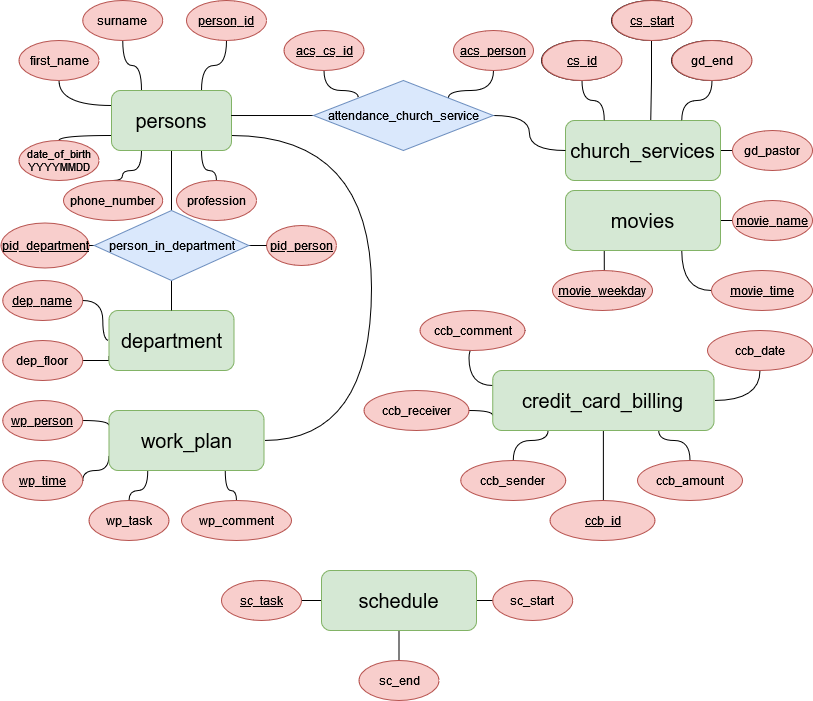 surname
person_id
cs_start
first_name
acs_cs_id
acs_person
cs_id
gd_end
persons
attendance_church_service
church_services
gd_pastor
date_of_birth
YYYYMMDD
phone_number
profession
movies
movie_name
pid_department
person_in_department
pid_person
movie_weekday
movie_time
dep_name
department
dep_floor
ccb_comment
ccb_date
ccb_receiver
credit_card_billing
wp_person
work_plan
wp_time
ccb_sender
ccb_amount
wp_task
wp_comment
ccb_id
sc_task
schedule
sc_start
sc_end